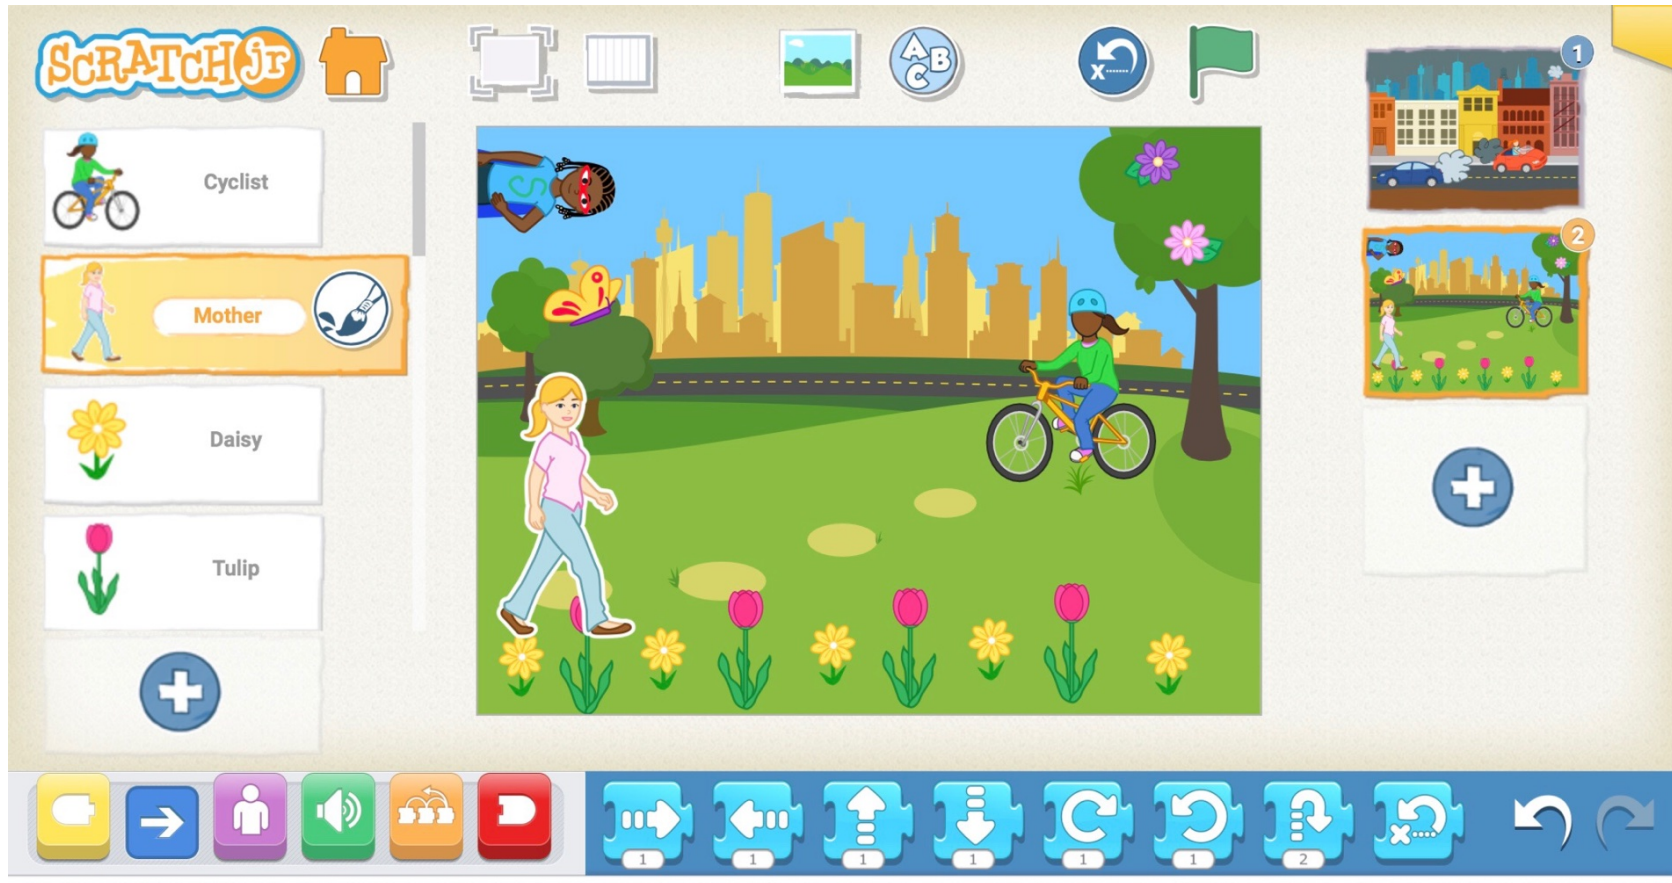 SCRATCHJr
A B C
x
1
Cyclist
S
2
Mother
Daisy
Tulip
1
1
1
1
1
1
2
x